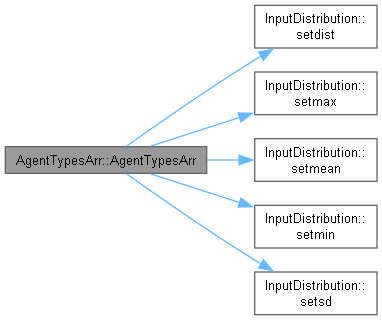 InputDistribution::
setdist
InputDistribution::
setmax
AgentTypesArr::AgentTypesArr
InputDistribution::
setmean
InputDistribution::
setmin
InputDistribution::
setsd